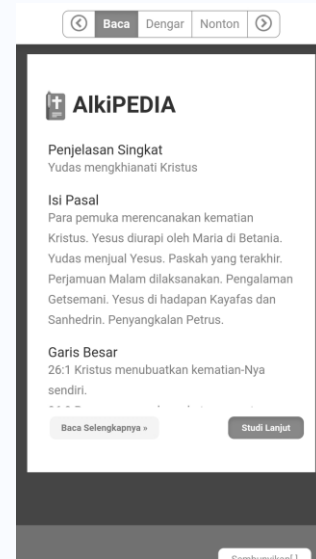 Baca Dengar Nonton
AlkiPEDIA
Penjelasan Singkat
Yudas mengkhianati Kristus
Isi Pasal
Para pemuka merencanakan kematian
Kristus. Yesus diurapi oleh Maria di Betania.
Yudas menjual Yesus. Paskah yang terakhir.
Perjamuan Malam dilaksanakan. Pengalaman
Getsemani. Yesus di hadapan Kayafas dan
Sanhedrin. Penyangkalan Petrus.
Garis Besar
26:1 Kristus menubuatkan kematian-Nya
sendiri.
Baca Selengkapnya »
Studi Lanjut
Sembunyikan[-]